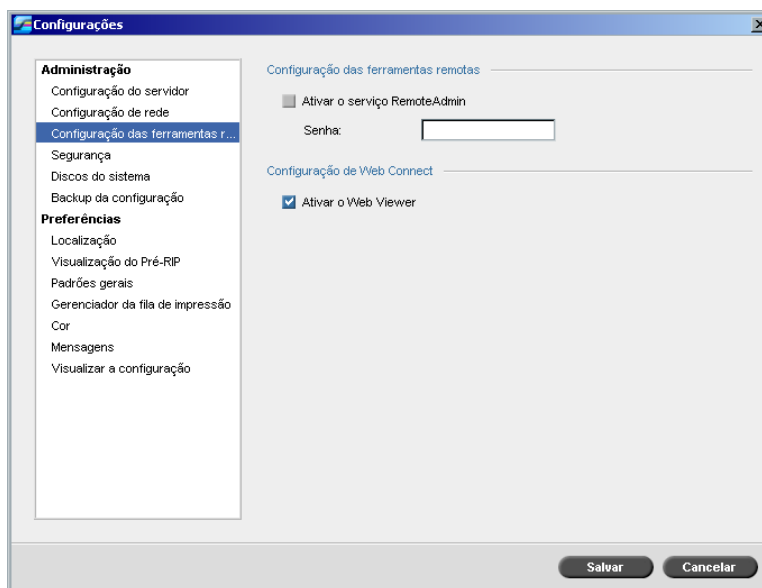 Configurações
Administração
Configuração do servidor
Configuração de rede
Configuração das ferramentas r...
Segurança
Discos do sistema
Backup da configuração
Preferências
Localização
Visualização do Pré-RIP
Padrões gerais
Gerenciador da fila de impressão
Cor
Mensagens
Visualizar a configuração
Configuração das ferramentas remotas
Ativar o serviço RemoteAdmin
Senha:
Configuração de Web Connect
Ativar o Web Viewer
Salvar
Cancelar